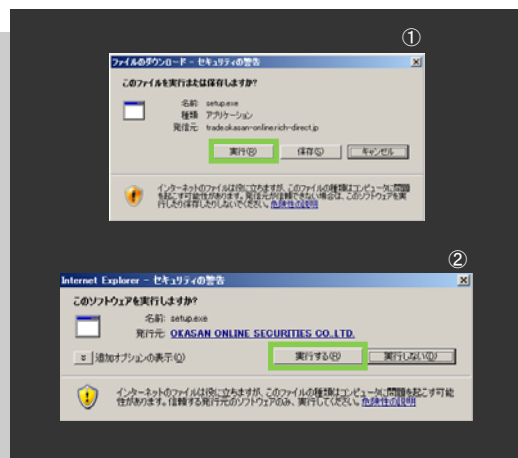 ①
ファイルのダウンロード - セキュリティの警告
このファイルを実行または保存しますか?
名前: setup.exe
種類: アプリケーション
発信元: trade.okasan-online.rich-direct.jp
実行(R)
保存(S)
キャンセル
インターネットのファイルは役に立ちますが、このファイルの種類はコンピュータに問題
を起こす可能性があります。発信元が信頼できない場合は、このソフトウェアを実
行したり保存したりしないでください。危険性の説明
②
Internet Explorer - セキュリティの警告
このソフトウェアを実行しますか?
名前: setup.exe
発行元: OKASAN ONLINE SECURITIES CO.,LTD.
追加オプションの表示(O)
実行する(R)
実行しない(D)
インターネットのファイルは役に立ちますが、このファイルの種類はコンピュータに問題を起こす可能
性があります。信頼する発行元のソフトウェアのみ、実行してください。危険性の説明